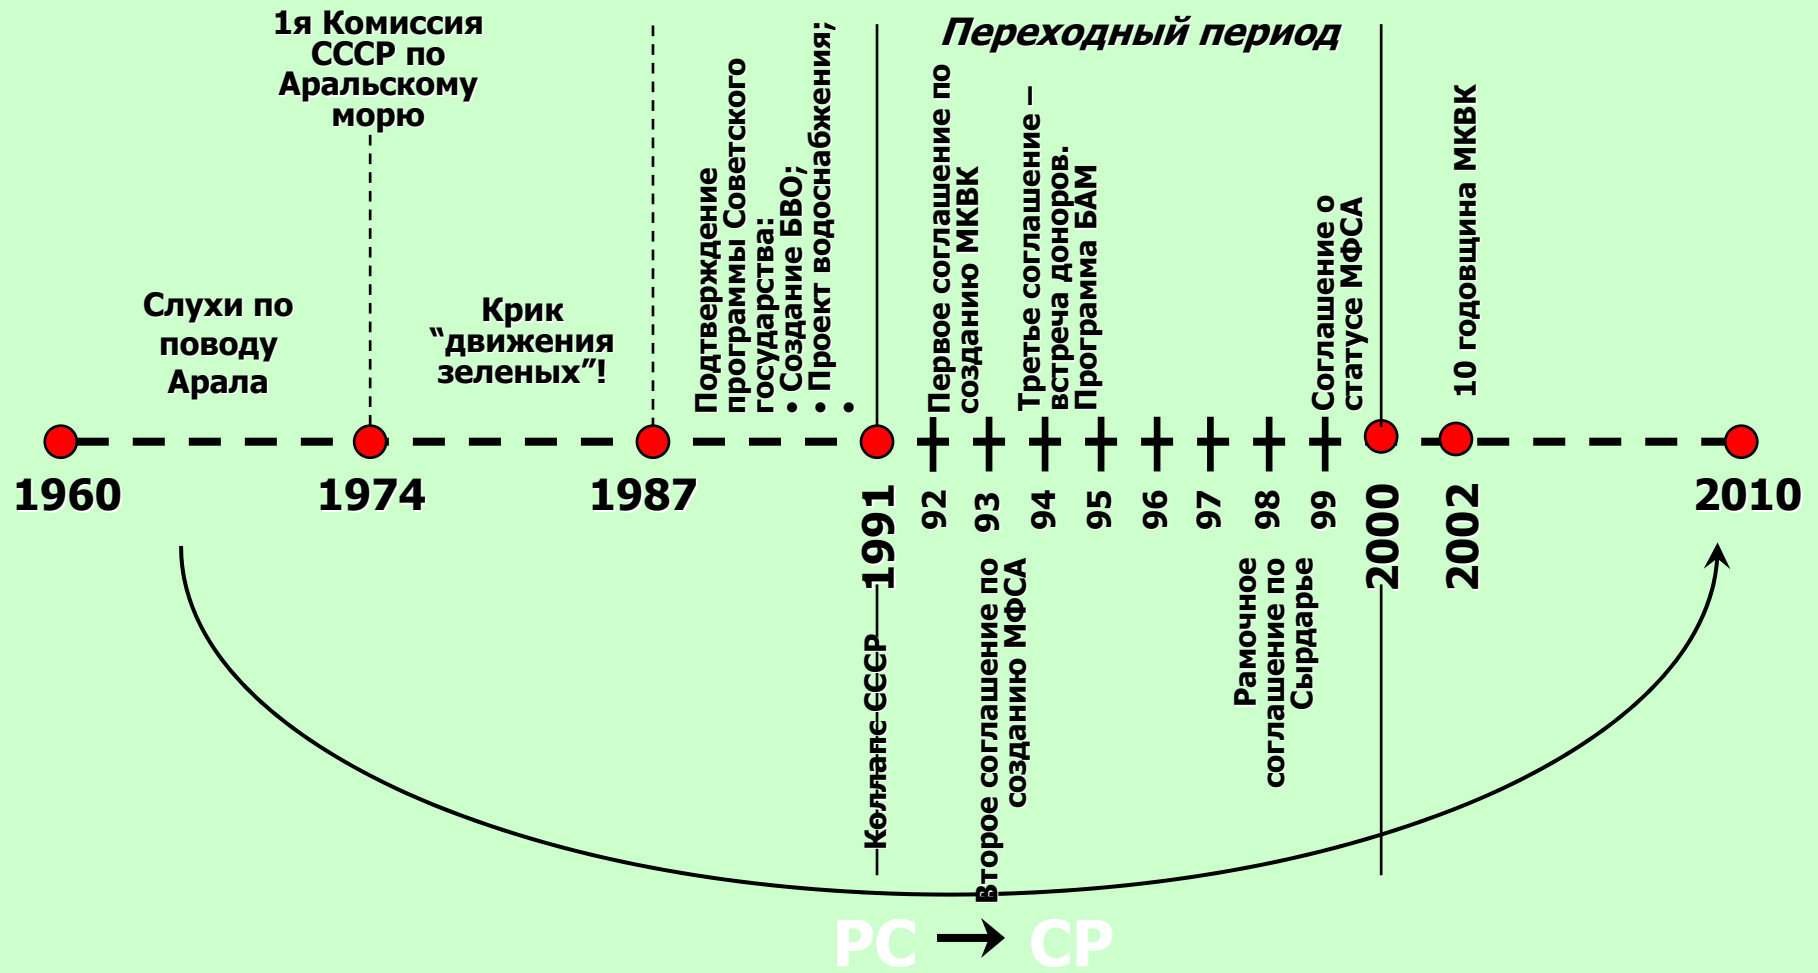 1я Комиссия
СССР по
Аральскому
морю
Переходный период
Слухи по
поводу
Арала
Крик
“движения
зеленых”!
Подтверждение
программы Советского
государства:
• Создание БВО;
• Проект водоснабжения;
•
Первое соглашение по
созданию МКВК
Третье соглашение –
встреча доноров.
Программа БАМ
Соглашение о
статусе МФСА
10 годовщина МКВК
1960
1974
1987
1991
92
93
94
95
96
97
98
99
2000
2002
2010
Коллапс СССР
Второе соглашение по
созданию МФСА
Рамочное
соглашение по
Сырдарье
РС
СР